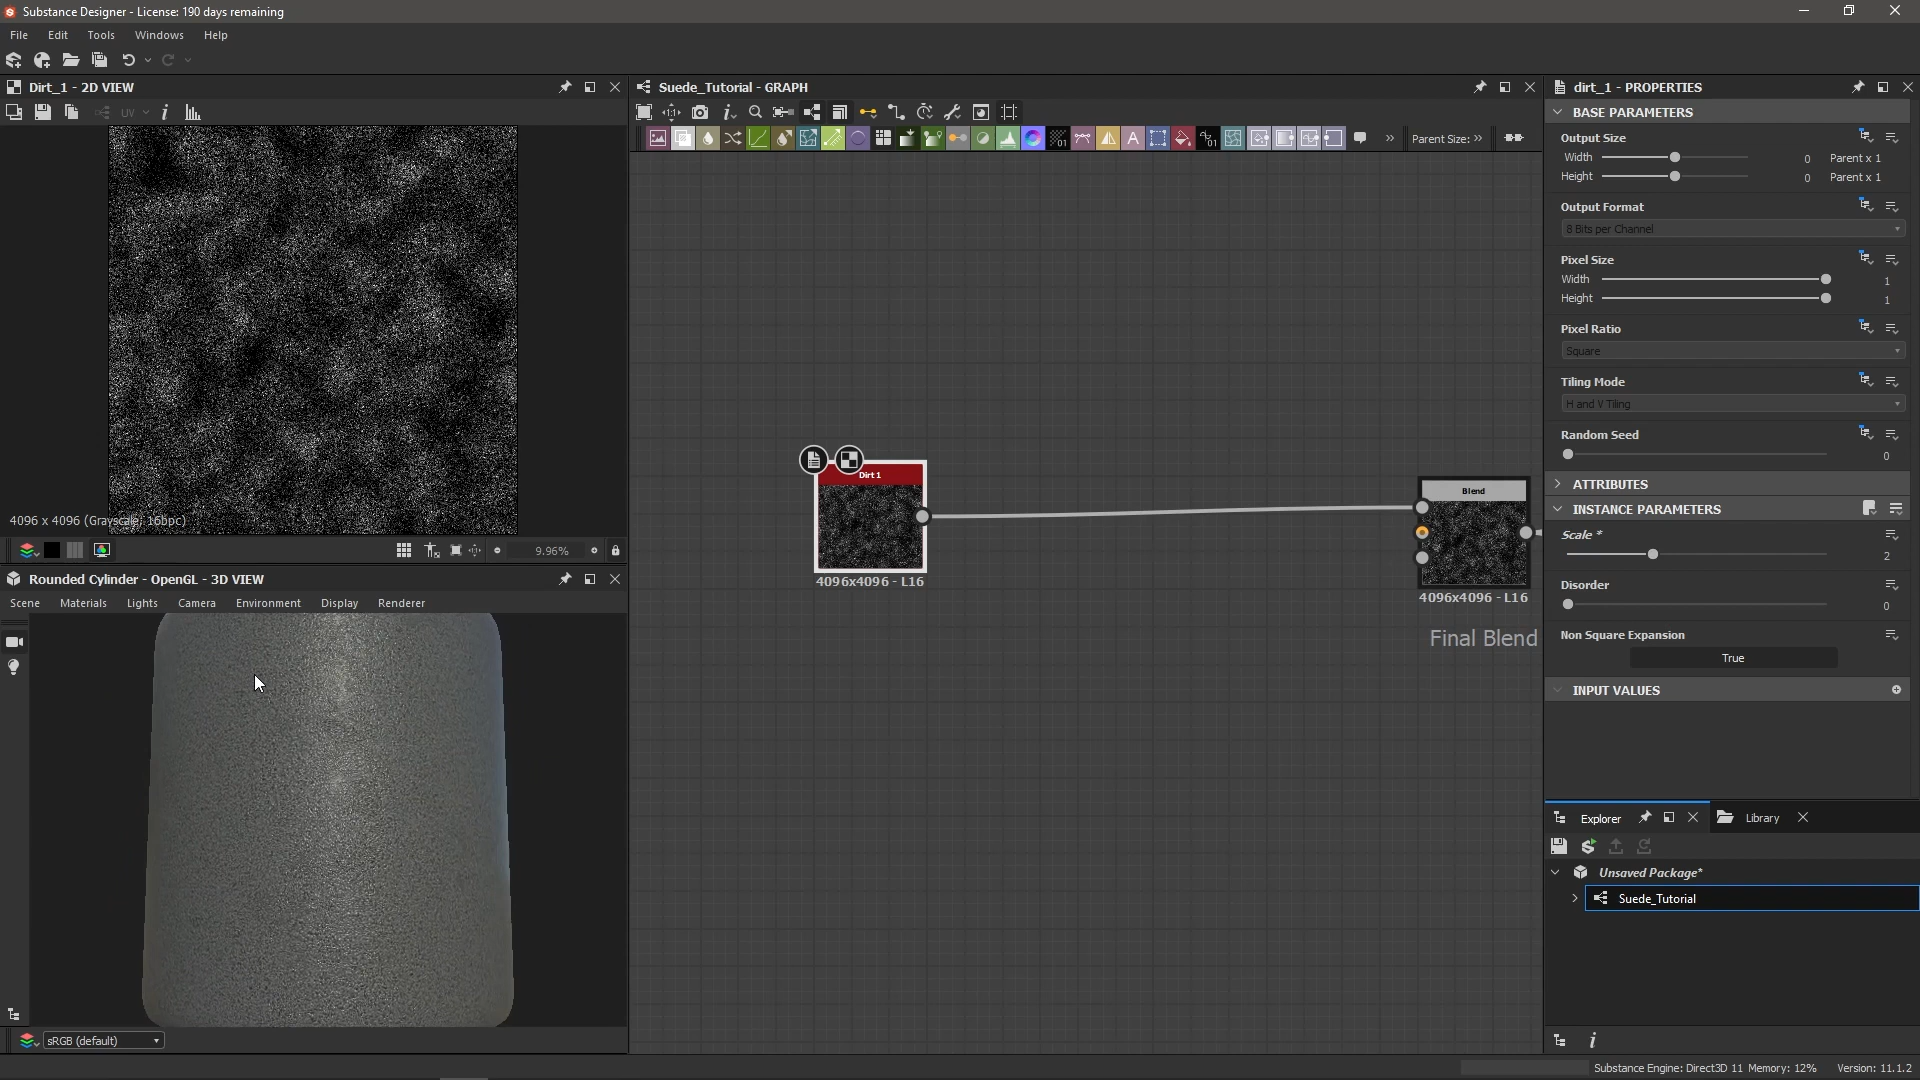 Substance Designer - License: 190 days remaining
File Edit Tools Windows Help
Dirt_1 - 2D VIEW
UV
4096 x 4096 (Grayscale, 16bpc)
9.96%
Rounded Cylinder - OpenGL - 3D VIEW
Scene Materials Lights Camera Environment Display Renderer
sRGB (default)
Suede_Tutorial - GRAPH
Parent Size:
Dirt 1
4096x4096 - L16
Blend
4096x4096 - L16
Final Blend
dirt_1 - PROPERTIES
BASE PARAMETERS
Output Size
Width 0 Parent x 1
Height 0 Parent x 1
Output Format
8 Bits per Channel
Pixel Size
Width 1
Height 1
Pixel Ratio
Square
Tiling Mode
H and V Tiling
Random Seed
0
ATTRIBUTES
INSTANCE PARAMETERS
Scale *
2
Disorder
0
Non Square Expansion
True
INPUT VALUES
Explorer Library
Unsaved Package*
Suede_Tutorial
Substance Engine: Direct3D 11 Memory: 12% Version: 11.1.2